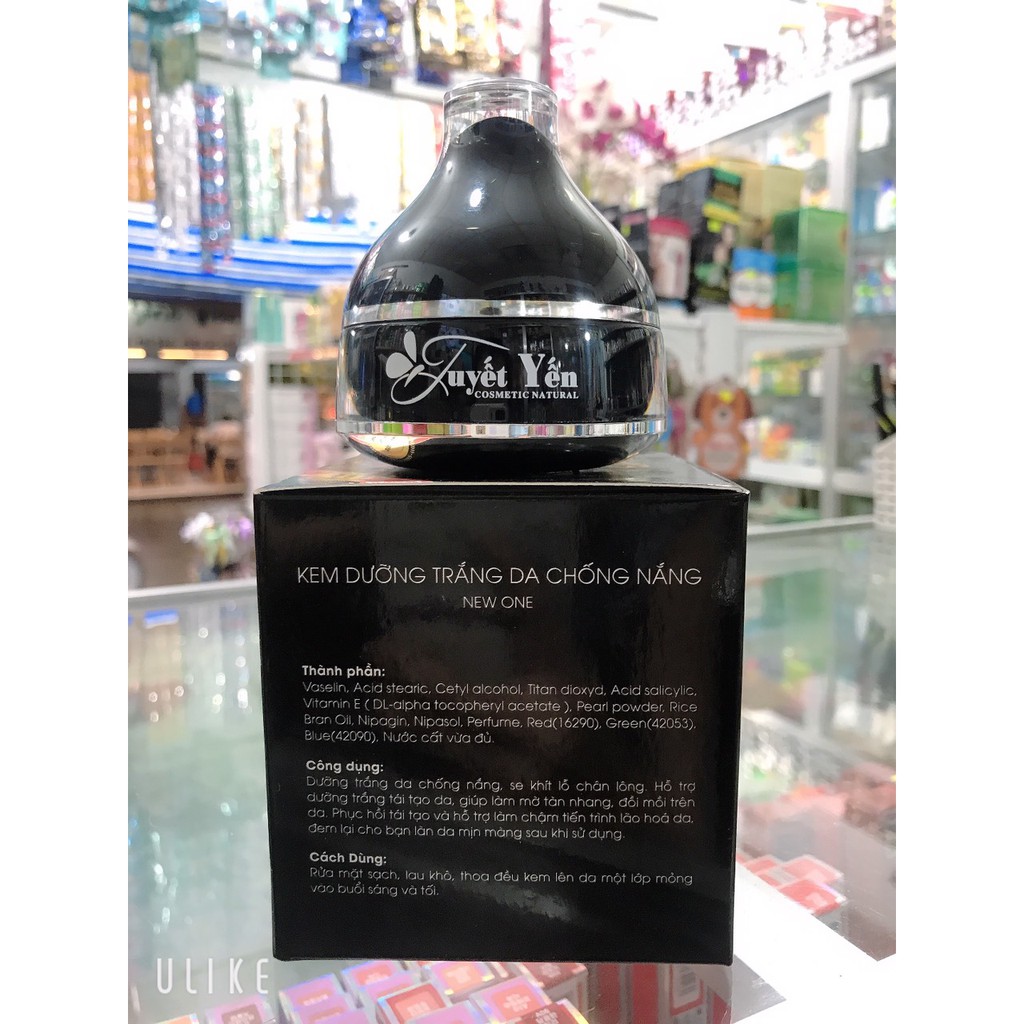 Tuyết Yến
COSMETIC NATURAL
KEM DƯỠNG TRẮNG DA CHỐNG NẮNG
NEW ONE
Thành phần:
Vaselin, Acid stearic, Cetyl alcohol, Titan dioxyd, Acid salicylic,
Vitamin E ( DL-alpha tocopheryl acetate ), Pearl powder, Rice
Bran Oil, Nipagin, Nipasol, Perfume, Red(16290), Green(42053),
Blue(42090), Nước cất vừa đủ.
Công dụng:
Dưỡng trắng da chống nắng, se khít lỗ chân lông. Hỗ trợ
dưỡng trắng tái tạo da, giúp làm mờ tàn nhang, đồi mồi trên
da. Phục hồi tái tạo và hỗ trợ làm chậm tiến trình lão hoả da,
đem lại cho bạn làn da mịn màng sau khi sử dụng.
Cách Dùng:
Rửa mặt sạch, lau khô, thoa đều kem lên da một lớp mỏng
vào buổi sáng và tối.
ULIKE